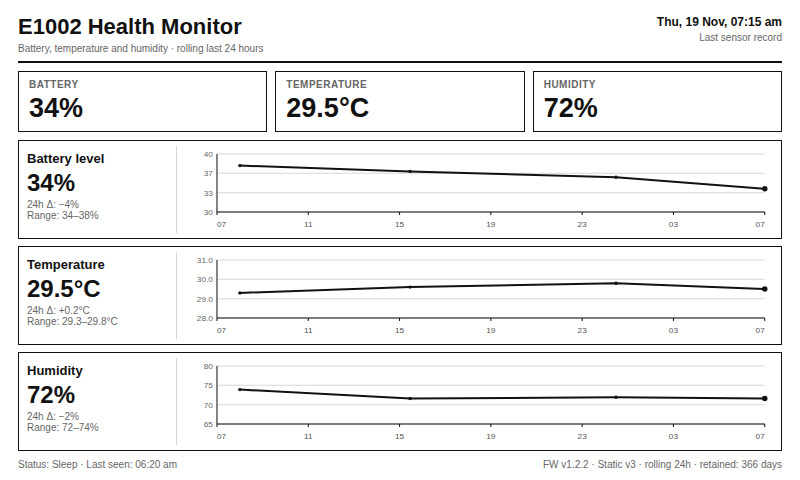 E1002 Health Monitor
Battery, temperature and humidity · rolling last 24 hours
Thu, 19 Nov, 07:15 am
Last sensor record
BATTERY
34%
TEMPERATURE
29.5°C
HUMIDITY
72%
Battery level
34%
24h Δ: −4%
Range: 34–38%
40
37
33
30
07 11 15 19 23 03 07
Temperature
29.5°C
24h Δ: +0.2°C
Range: 29.3–29.8°C
31.0
30.0
29.0
28.0
07 11 15 19 23 03 07
Humidity
72%
24h Δ: −2%
Range: 72–74%
80
75
70
65
07 11 15 19 23 03 07
Status: Sleep · Last seen: 06:20 am
FW v1.2.2 · Static v3 · rolling 24h · retained: 366 days